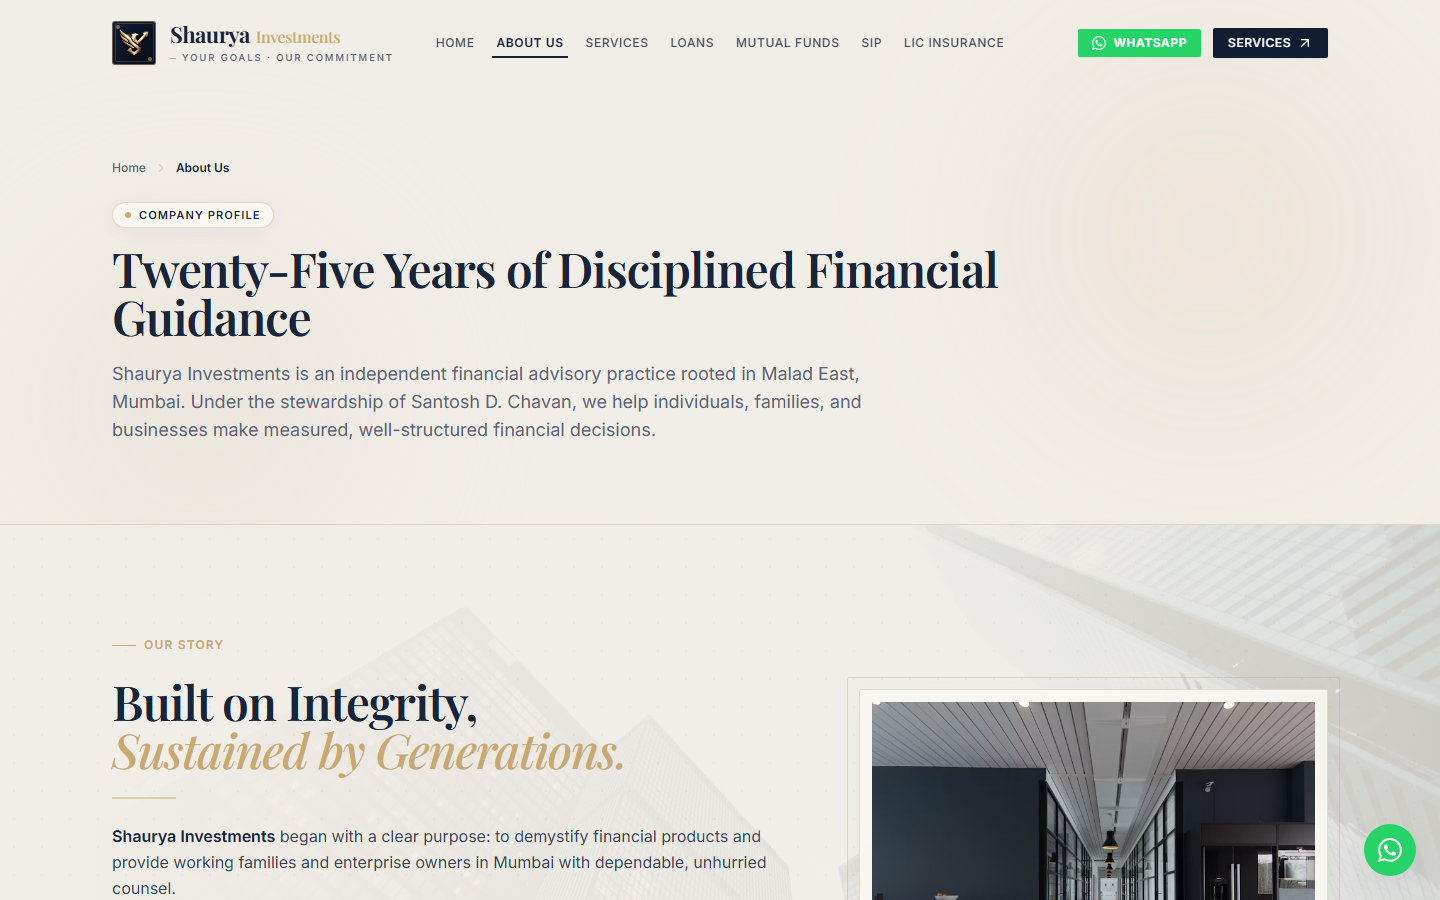 Shaurya Investments
YOUR GOALS · OUR COMMITMENT
HOME
ABOUT US
SERVICES
LOANS
MUTUAL FUNDS
SIP
LIC INSURANCE
WHATSAPP
SERVICES
Home
About Us
COMPANY PROFILE
Twenty-Five Years of Disciplined Financial
Guidance
Shaurya Investments is an independent financial advisory practice rooted in Malad East,
Mumbai. Under the stewardship of Santosh D. Chavan, we help individuals, families, and
businesses make measured, well-structured financial decisions.
OUR STORY
Built on Integrity,
Sustained by Generations.
Shaurya Investments began with a clear purpose: to demystify financial products and
provide working families and enterprise owners in Mumbai with dependable, unhurried
counsel.